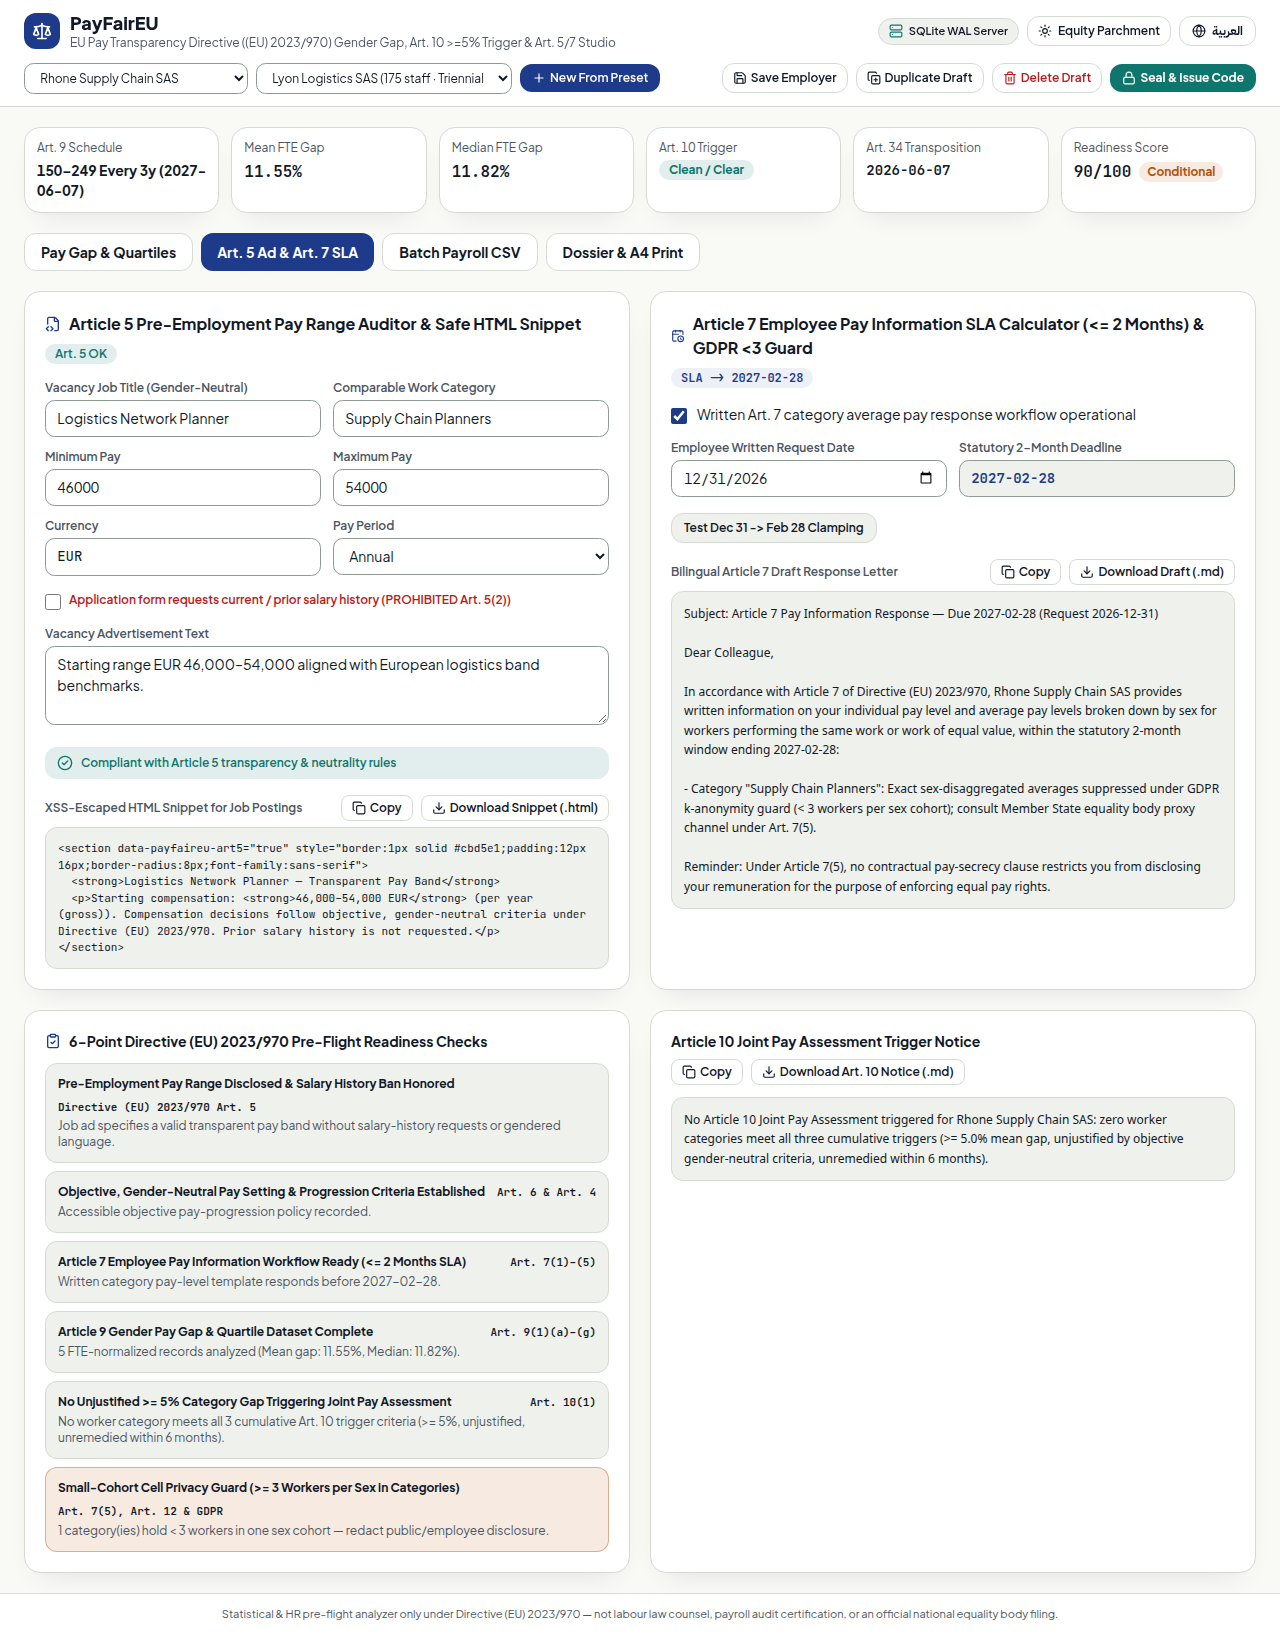 PayFairEU
EU Pay Transparency Directive ((EU) 2023/970) Gender Gap, Art. 10 >=5% Trigger & Art. 5/7 Studio
SQLite WAL Server
Equity Parchment
العربية
Rhone Supply Chain SAS
Lyon Logistics SAS (175 staff · Triennial
New From Preset
Save Employer
Duplicate Draft
Delete Draft
Seal & Issue Code
Art. 9 Schedule
150–249 Every 3y (2027-
06-07)
Mean FTE Gap
11.55%
Median FTE Gap
11.82%
Art. 10 Trigger
Clean / Clear
Art. 34 Transposition
2026-06-07
Readiness Score
90/100 Conditional
Pay Gap & Quartiles
Art. 5 Ad & Art. 7 SLA
Batch Payroll CSV
Dossier & A4 Print
Article 5 Pre-Employment Pay Range Auditor & Safe HTML Snippet
Art. 5 OK
Vacancy Job Title (Gender-Neutral)
Comparable Work Category
Logistics Network Planner
Supply Chain Planners
Minimum Pay
Maximum Pay
46000
54000
Currency
Pay Period
EUR
Annual
Application form requests current / prior salary history (PROHIBITED Art. 5(2))
Vacancy Advertisement Text
Starting range EUR 46,000–54,000 aligned with European logistics band
benchmarks.
Compliant with Article 5 transparency & neutrality rules
XSS-Escaped HTML Snippet for Job Postings
Copy
Download Snippet (.html)
<section data-payfaireu-art5="true" style="border:1px solid #cbd5e1;padding:12px
16px;border-radius:8px;font-family:sans-serif">
<strong>Logistics Network Planner — Transparent Pay Band</strong>
<p>Starting compensation: <strong>46,000–54,000 EUR</strong> (per year
(gross)). Compensation decisions follow objective, gender-neutral criteria under
Directive (EU) 2023/970. Prior salary history is not requested.</p>
</section>
Article 7 Employee Pay Information SLA Calculator (<= 2 Months) &
GDPR <3 Guard
SLA -> 2027-02-28
Written Art. 7 category average pay response workflow operational
Employee Written Request Date
Statutory 2-Month Deadline
12/31/2026
2027-02-28
Test Dec 31 -> Feb 28 Clamping
Bilingual Article 7 Draft Response Letter
Copy
Download Draft (.md)
Subject: Article 7 Pay Information Response — Due 2027-02-28 (Request 2026-12-31)
Dear Colleague,
In accordance with Article 7 of Directive (EU) 2023/970, Rhone Supply Chain SAS provides
written information on your individual pay level and average pay levels broken down by sex for
workers performing the same work or work of equal value, within the statutory 2-month
window ending 2027-02-28:
- Category "Supply Chain Planners": Exact sex-disaggregated averages suppressed under GDPR
k-anonymity guard (< 3 workers per sex cohort); consult Member State equality body proxy
channel under Art. 7(5).
Reminder: Under Article 7(5), no contractual pay-secrecy clause restricts you from disclosing
your remuneration for the purpose of enforcing equal pay rights.
6-Point Directive (EU) 2023/970 Pre-Flight Readiness Checks
Pre-Employment Pay Range Disclosed & Salary History Ban Honored
Directive (EU) 2023/970 Art. 5
Job ad specifies a valid transparent pay band without salary-history requests or gendered
language.
Objective, Gender-Neutral Pay Setting & Progression Criteria Established
Art. 6 & Art. 4
Accessible objective pay-progression policy recorded.
Article 7 Employee Pay Information Workflow Ready (<= 2 Months SLA)
Art. 7(1)-(5)
Written category pay-level template responds before 2027-02-28.
Article 9 Gender Pay Gap & Quartile Dataset Complete
Art. 9(1)(a)-(g)
5 FTE-normalized records analyzed (Mean gap: 11.55%, Median: 11.82%).
No Unjustified >= 5% Category Gap Triggering Joint Pay Assessment
Art. 10(1)
No worker category meets all 3 cumulative Art. 10 trigger criteria (>= 5%, unjustified,
unremedied within 6 months).
Small-Cohort Cell Privacy Guard (>= 3 Workers per Sex in Categories)
Art. 7(5), Art. 12 & GDPR
1 category(ies) hold < 3 workers in one sex cohort — redact public/employee disclosure.
Article 10 Joint Pay Assessment Trigger Notice
Copy
Download Art. 10 Notice (.md)
No Article 10 Joint Pay Assessment triggered for Rhone Supply Chain SAS: zero worker
categories meet all three cumulative triggers (>= 5.0% mean gap, unjustified by objective
gender-neutral criteria, unremedied within 6 months).
Statistical & HR pre-flight analyzer only under Directive (EU) 2023/970 — not labour law counsel, payroll audit certification, or an official national equality body filing.